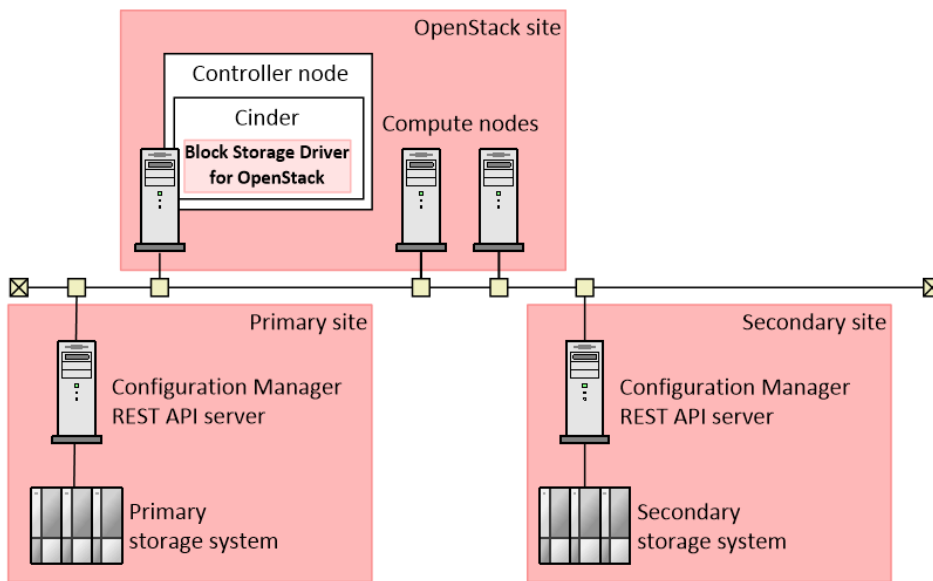 OpenStack site
Controller node
Cinder
Block Storage Driver
for OpenStack
Compute nodes
Primary site
Configuration Manager
REST API server
Primary
storage system
Secondary site
Configuration Manager
REST API server
Secondary
storage system